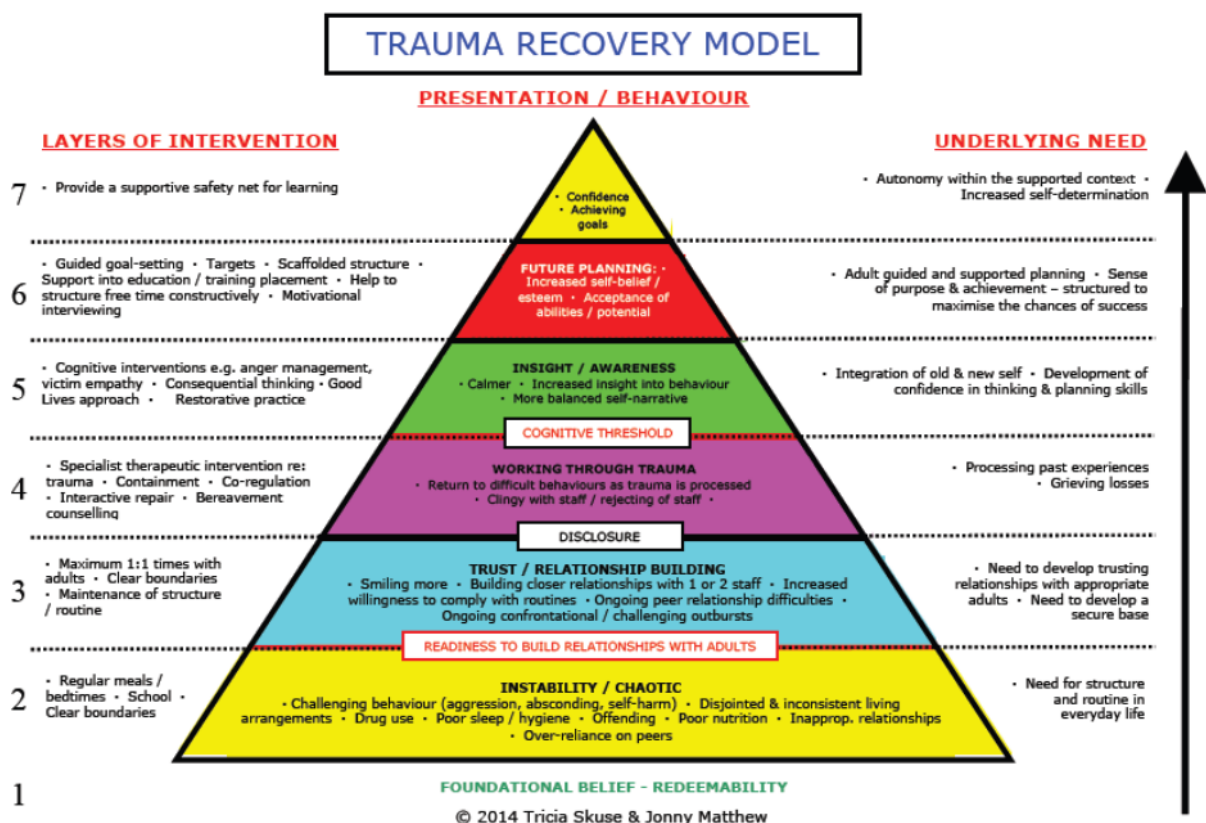 TRAUMA RECOVERY MODEL
PRESENTATION / BEHAVIOUR
LAYERS OF INTERVENTION
UNDERLYING NEED
7
· Provide a supportive safety net for learning
· Confidence
· Achieving
goals
· Autonomy within the supported context ·
Increased self-determination
6
· Guided goal-setting · Targets · Scaffolded structure ·
Support into education / training placement · Help to
structure free time constructively · Motivational
interviewing
FUTURE PLANNING: ·
Increased self-belief /
esteem · Acceptance of
abilities / potential
· Adult guided and supported planning · Sense
of purpose & achievement – structured to
maximise the chances of success
5
· Cognitive interventions e.g. anger management,
victim empathy · Consequential thinking · Good
Lives approach · Restorative practice
INSIGHT / AWARENESS
· Calmer · Increased insight into behaviour
· More balanced self-narrative
· Integration of old & new self · Development of
confidence in thinking & planning skills
COGNITIVE THRESHOLD
4
· Specialist therapeutic intervention re:
trauma · Containment · Co-regulation
· Interactive repair · Bereavement
counselling
WORKING THROUGH TRAUMA
· Return to difficult behaviours as trauma is processed
· Clingy with staff / rejecting of staff ·
· Processing past experiences
· Grieving losses
DISCLOSURE
3
· Maximum 1:1 times with
adults · Clear boundaries
· Maintenance of structure
/ routine
TRUST / RELATIONSHIP BUILDING
· Smiling more · Building closer relationships with 1 or 2 staff · Increased
willingness to comply with routines · Ongoing peer relationship difficulties ·
Ongoing confrontational / challenging outbursts
· Need to develop trusting
relationships with appropriate
adults · Need to develop a
secure base
READINESS TO BUILD RELATIONSHIPS WITH ADULTS
2
· Regular meals /
bedtimes · School ·
Clear boundaries
INSTABILITY / CHAOTIC
· Challenging behaviour (aggression, absconding, self-harm) · Disjointed & inconsistent living
arrangements · Drug use · Poor sleep / hygiene · Offending · Poor nutrition · Inapprop. relationships
· Over-reliance on peers
· Need for structure
and routine in
everyday life
1
FOUNDATIONAL BELIEF - REDEEMABILITY
© 2014 Tricia Skuse & Jonny Matthew